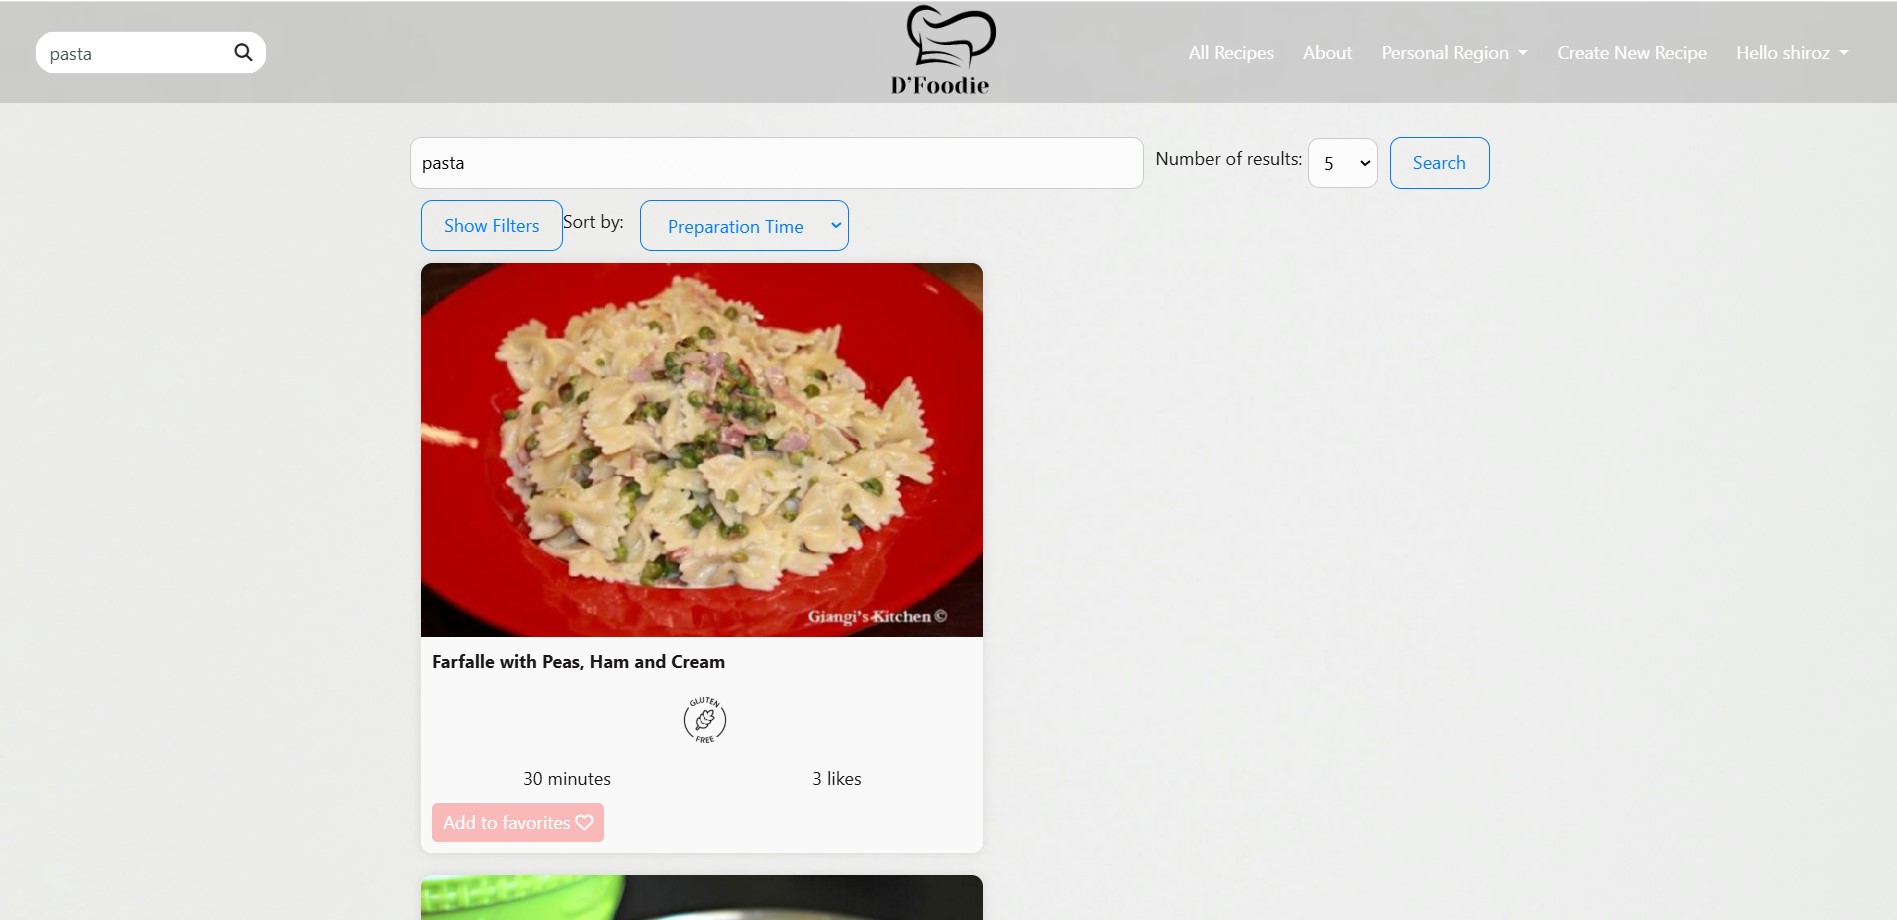 pasta
D'Foodie
All Recipes About Personal Region Create New Recipe Hello shiroz
pasta Number of results: 5 Search
Show Filters Sort by: Preparation Time
Giangi's Kitchen ©
Farfalle with Peas, Ham and Cream
GLUTEN
FREE
30 minutes 3 likes
Add to favorites